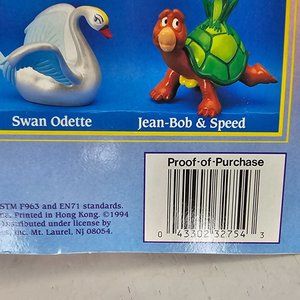 Swan Odette
Jean-Bob & Speed
Proof-of-Purchase
STM F963 and EN71 standards.
na. Printed in Hong Kong. ©1994
Distributed under license by
s, Inc. Mt. Laurel, NJ 08054.
0 43302 32754 3